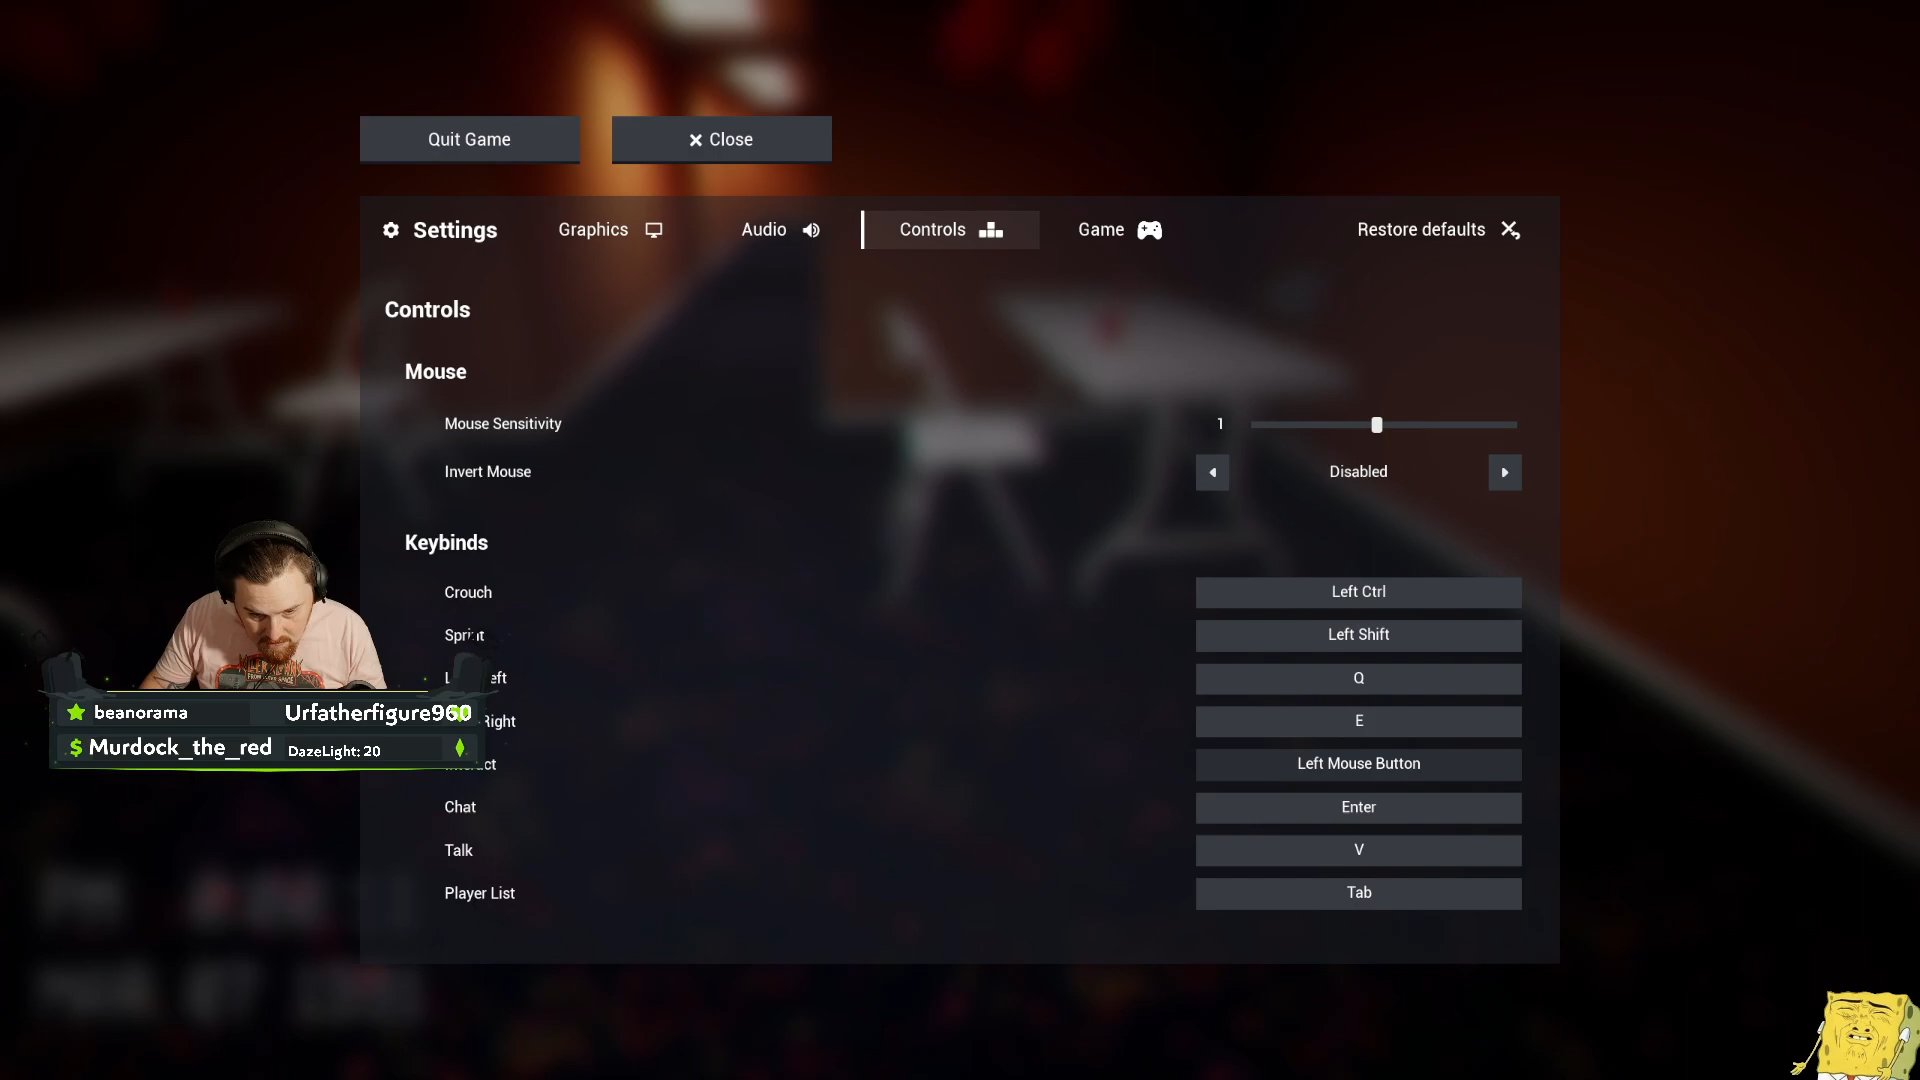 Quit Game
Close
Settings
Graphics
Audio
Controls
Game
Restore defaults
Controls
Mouse
Mouse Sensitivity
1
Invert Mouse
Disabled
Keybinds
Crouch
Left Ctrl
Sprint
Left Shift
Q
Right
E
Left Mouse Button
Chat
Enter
Talk
V
Player List
Tab
beanorama
Urfatherfigure960
$ Murdock_the_red
DazeLight: 20